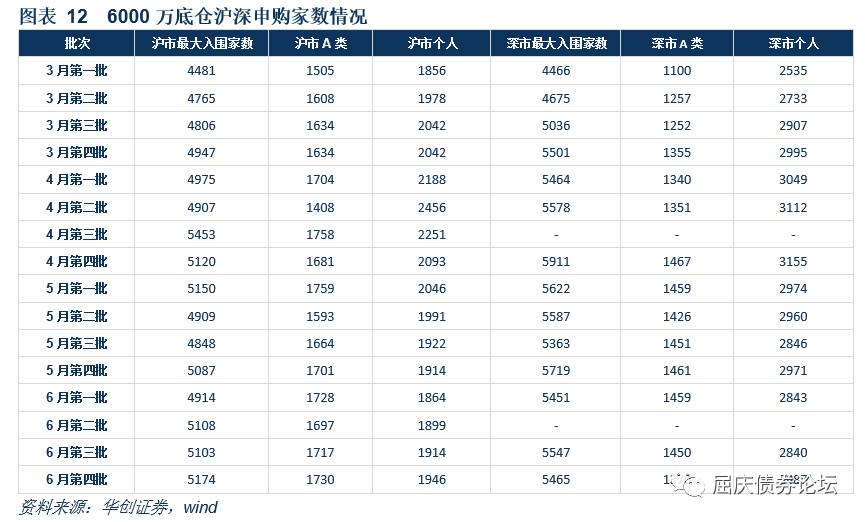 图表 12 6000 万底仓沪深申购家数情况
批次 沪市最大入围家数 沪市 A 类 沪市个人 深市最大入围家数 深市 A 类 深市个人
3 月第一批 4481 1505 1856 4466 1100 2535
3 月第二批 4765 1608 1978 4675 1257 2733
3 月第三批 4806 1634 2042 5036 1252 2907
3 月第四批 4947 1634 2042 5501 1355 2995
4 月第一批 4975 1704 2188 5464 1340 3049
4 月第二批 4907 1408 2456 5578 1351 3112
4 月第三批 5453 1758 2251 - - -
4 月第四批 5120 1681 2093 5911 1467 3155
5 月第一批 5150 1759 2046 5622 1459 2974
5 月第二批 4909 1593 1991 5587 1426 2960
5 月第三批 4848 1664 1922 5363 1451 2846
5 月第四批 5087 1701 1914 5719 1461 2971
6 月第一批 4914 1728 1864 5451 1459 2843
6 月第二批 5108 1697 1899 - - -
6 月第三批 5103 1717 1914 5547 1450 2840
6 月第四批 5174 1730 1946 5465
屈庆债券论坛
资料来源：华创证券，wind